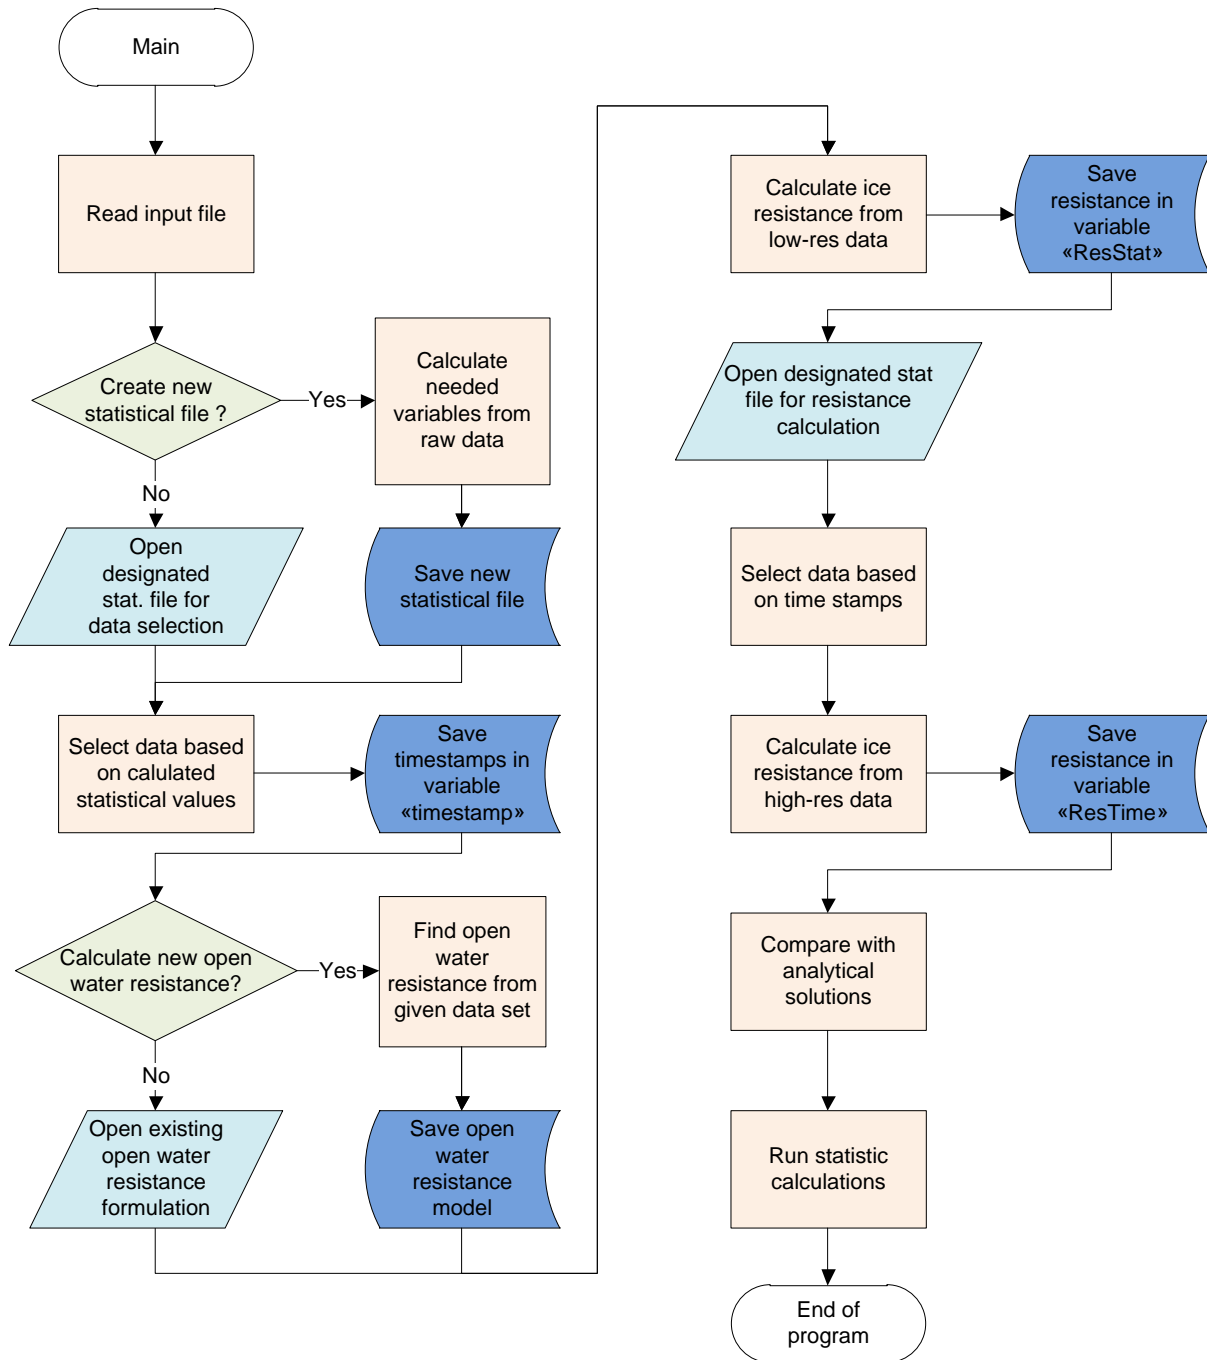 Main
Read input file
Create new
statistical file ?
Yes
Calculate
needed
variables from
raw data
No
Open
designated
stat. file for
data selection
Save new
statistical file
Select data based
on calulated
statistical values
Save
timestamps in
variable
«timestamp»
Calculate new open
water resistance?
Yes
Find open
water
resistance from
given data set
No
Open existing
open water
resistance
formulation
Save open
water
resistance
model
Calculate ice
resistance from
low-res data
Save
resistance in
variable
«ResStat»
Open designated stat
file for resistance
calculation
Select data based
on time stamps
Calculate ice
resistance from
high-res data
Save
resistance in
variable
«ResTime»
Compare with
analytical
solutions
Run statistic
calculations
End of
program